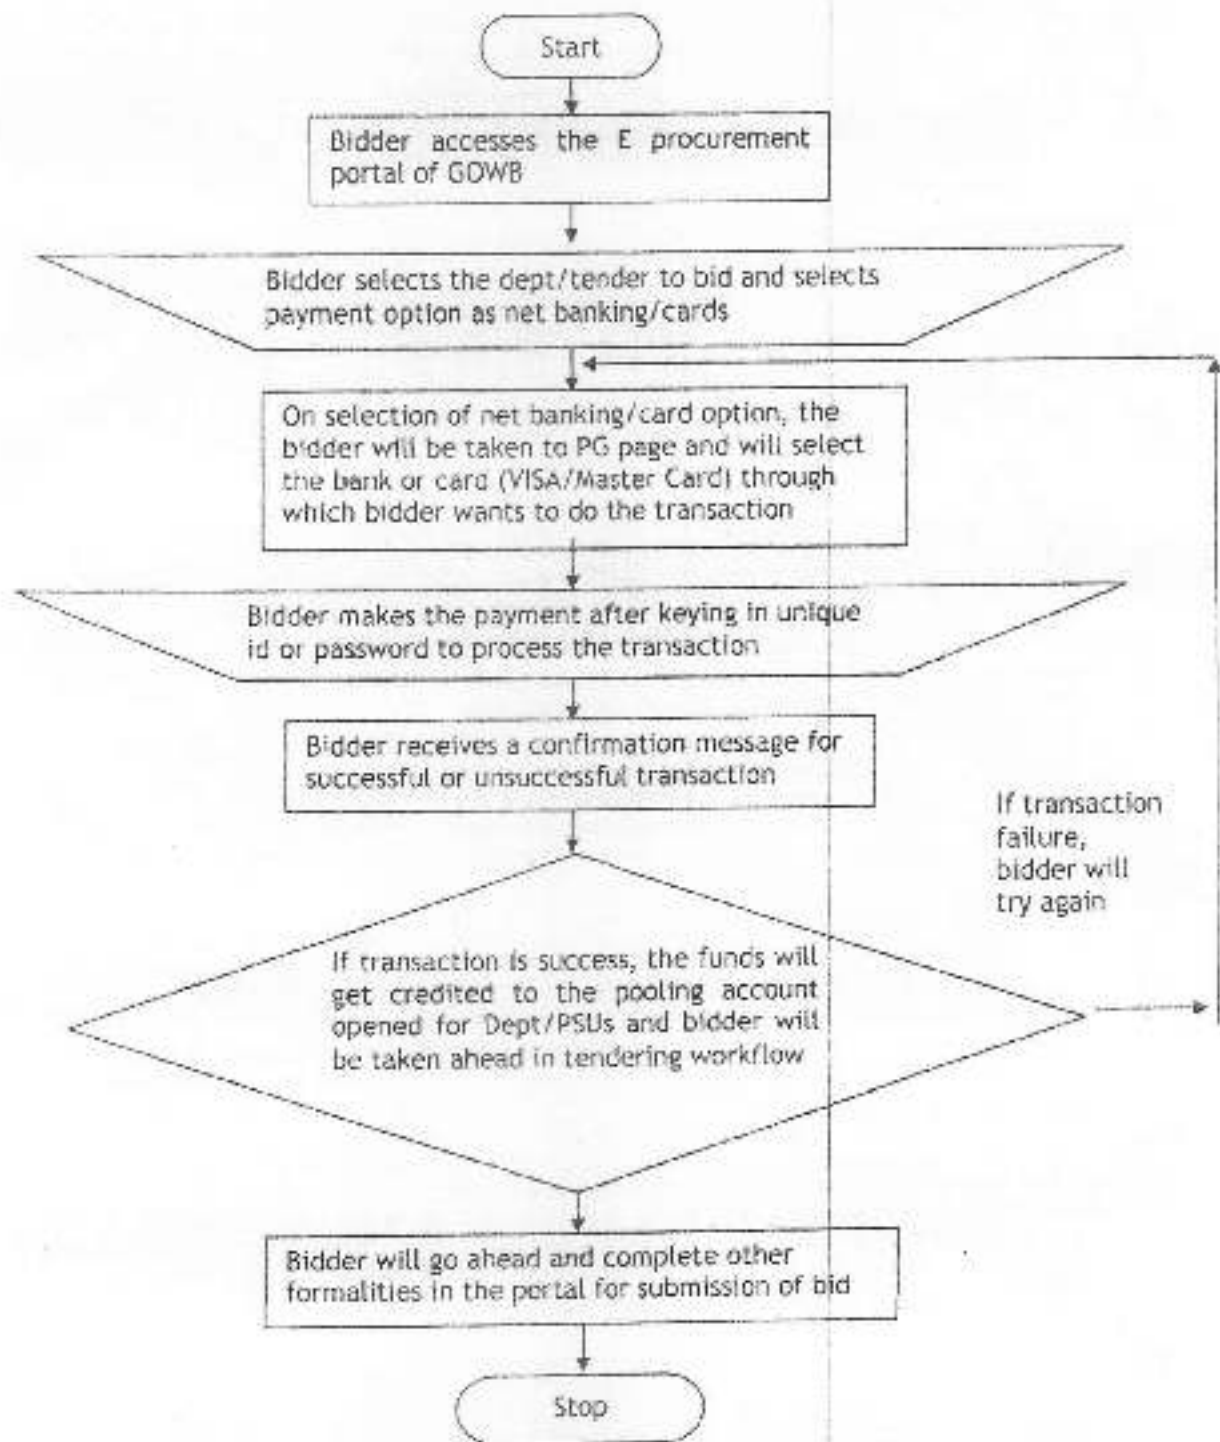 Start
Bidder accesses the E procurement
portal of GOWB
Bidder selects the dept/tender to bid and selects
payment option as net banking/cards
On selection of net banking/card option, the
bidder will be taken to PG page and will select
the bank or card (VISA/Master Card) through
which bidder wants to do the transaction
Bidder makes the payment after keying in unique
id or password to process the transaction
Bidder receives a confirmation message for
successful or unsuccessful transaction
If transaction
failure,
bidder will
try again
If transaction is success, the funds will
get credited to the pooling account
opened for Dept/PSUs and bidder will
be taken ahead in tendering workflow
Bidder will go ahead and complete other
formalities in the portal for submission of bid
Stop